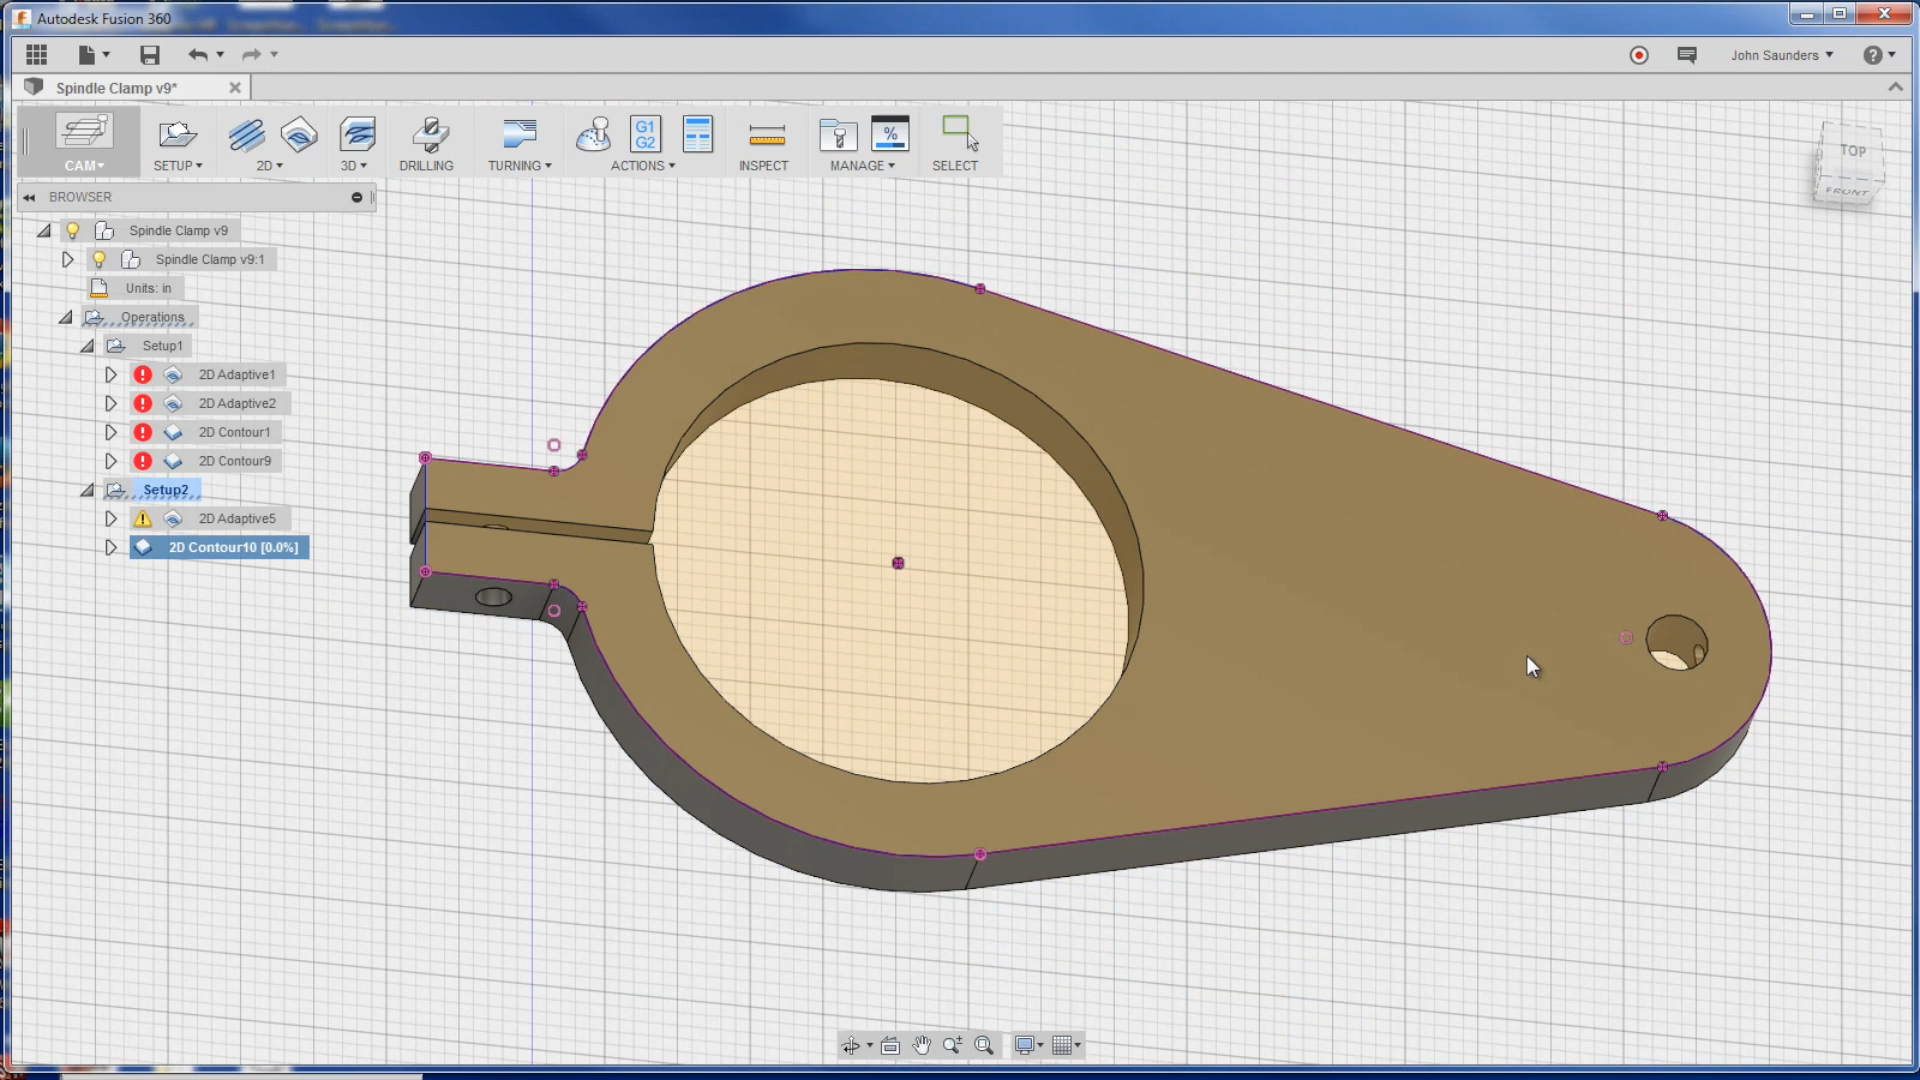 Autodesk Fusion 360
John Saunders
Spindle Clamp v9*
G1
G2
%
CAM
SETUP
2D
3D
DRILLING
TURNING
ACTIONS
INSPECT
MANAGE
SELECT
TOP
FRONT
BROWSER
Spindle Clamp v9
Spindle Clamp v9:1
Units: in
Operations
Setup1
2D Adaptive1
2D Adaptive2
2D Contour1
2D Contour9
Setup2
2D Adaptive5
2D Contour10 [0.0%]